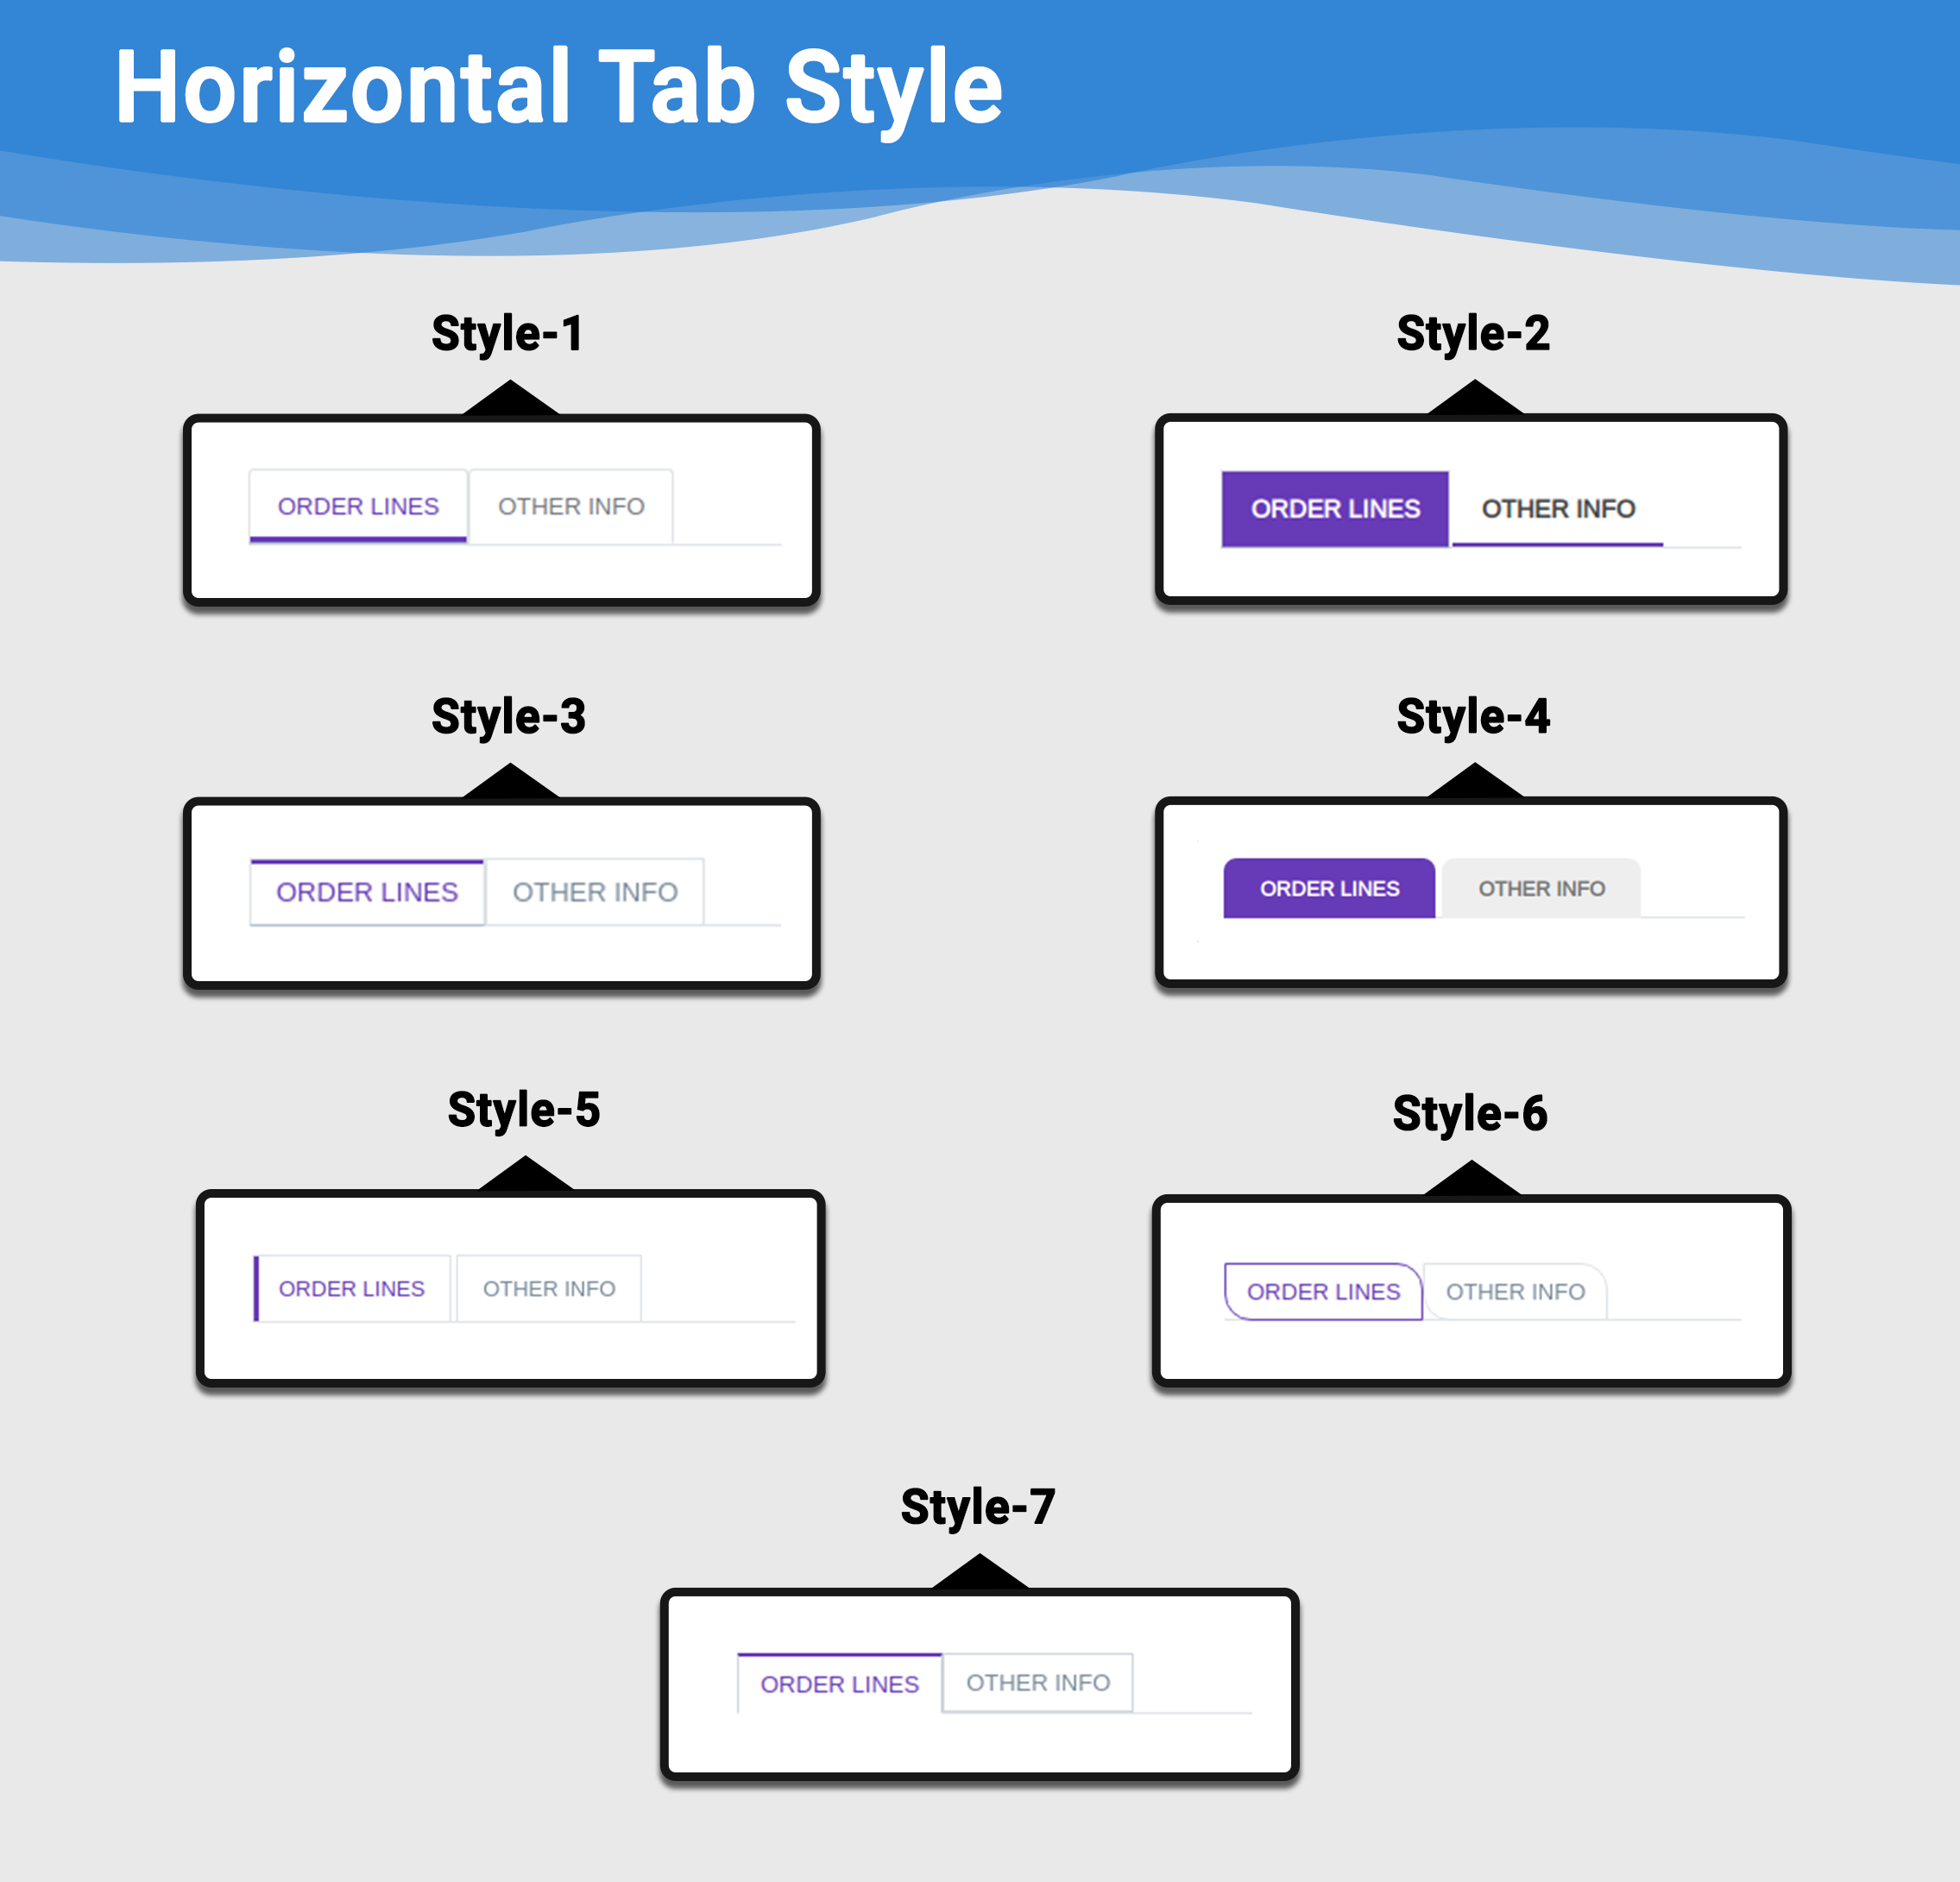 Horizontal Tab Style
Style-1
ORDER LINES OTHER INFO
Style-2
ORDER LINES OTHER INFO
Style-3
ORDER LINES OTHER INFO
Style-4
ORDER LINES OTHER INFO
Style-5
ORDER LINES OTHER INFO
Style-6
ORDER LINES OTHER INFO
Style-7
ORDER LINES OTHER INFO